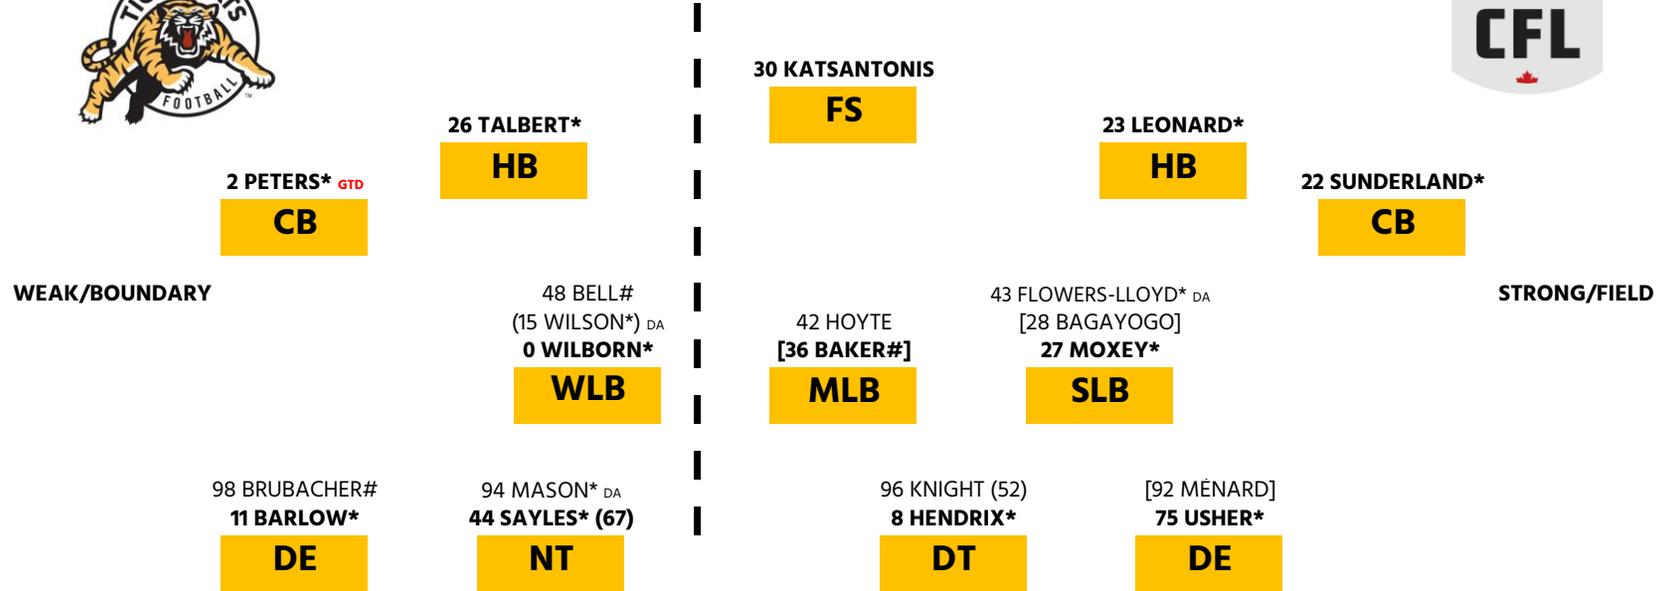 FOOTBALL
TM
CFL
30 KATSANTONIS
FS
26 TALBERT*
HB
23 LEONARD*
HB
2 PETERS* GTD
CB
22 SUNDERLAND*
CB
WEAK/BOUNDARY
STRONG/FIELD
48 BELL#
(15 WILSON*) DA
0 WILBORN*
WLB
42 HOYTE
[36 BAKER#]
MLB
43 FLOWERS-LLOYD* DA
[28 BAGAYOGO]
27 MOXEY*
SLB
98 BRUBACHER#
11 BARLOW*
DE
94 MASON* DA
44 SAYLES* (67)
NT
96 KNIGHT (52)
8 HENDRIX*
DT
[92 MÉNARD]
75 USHER*
DE